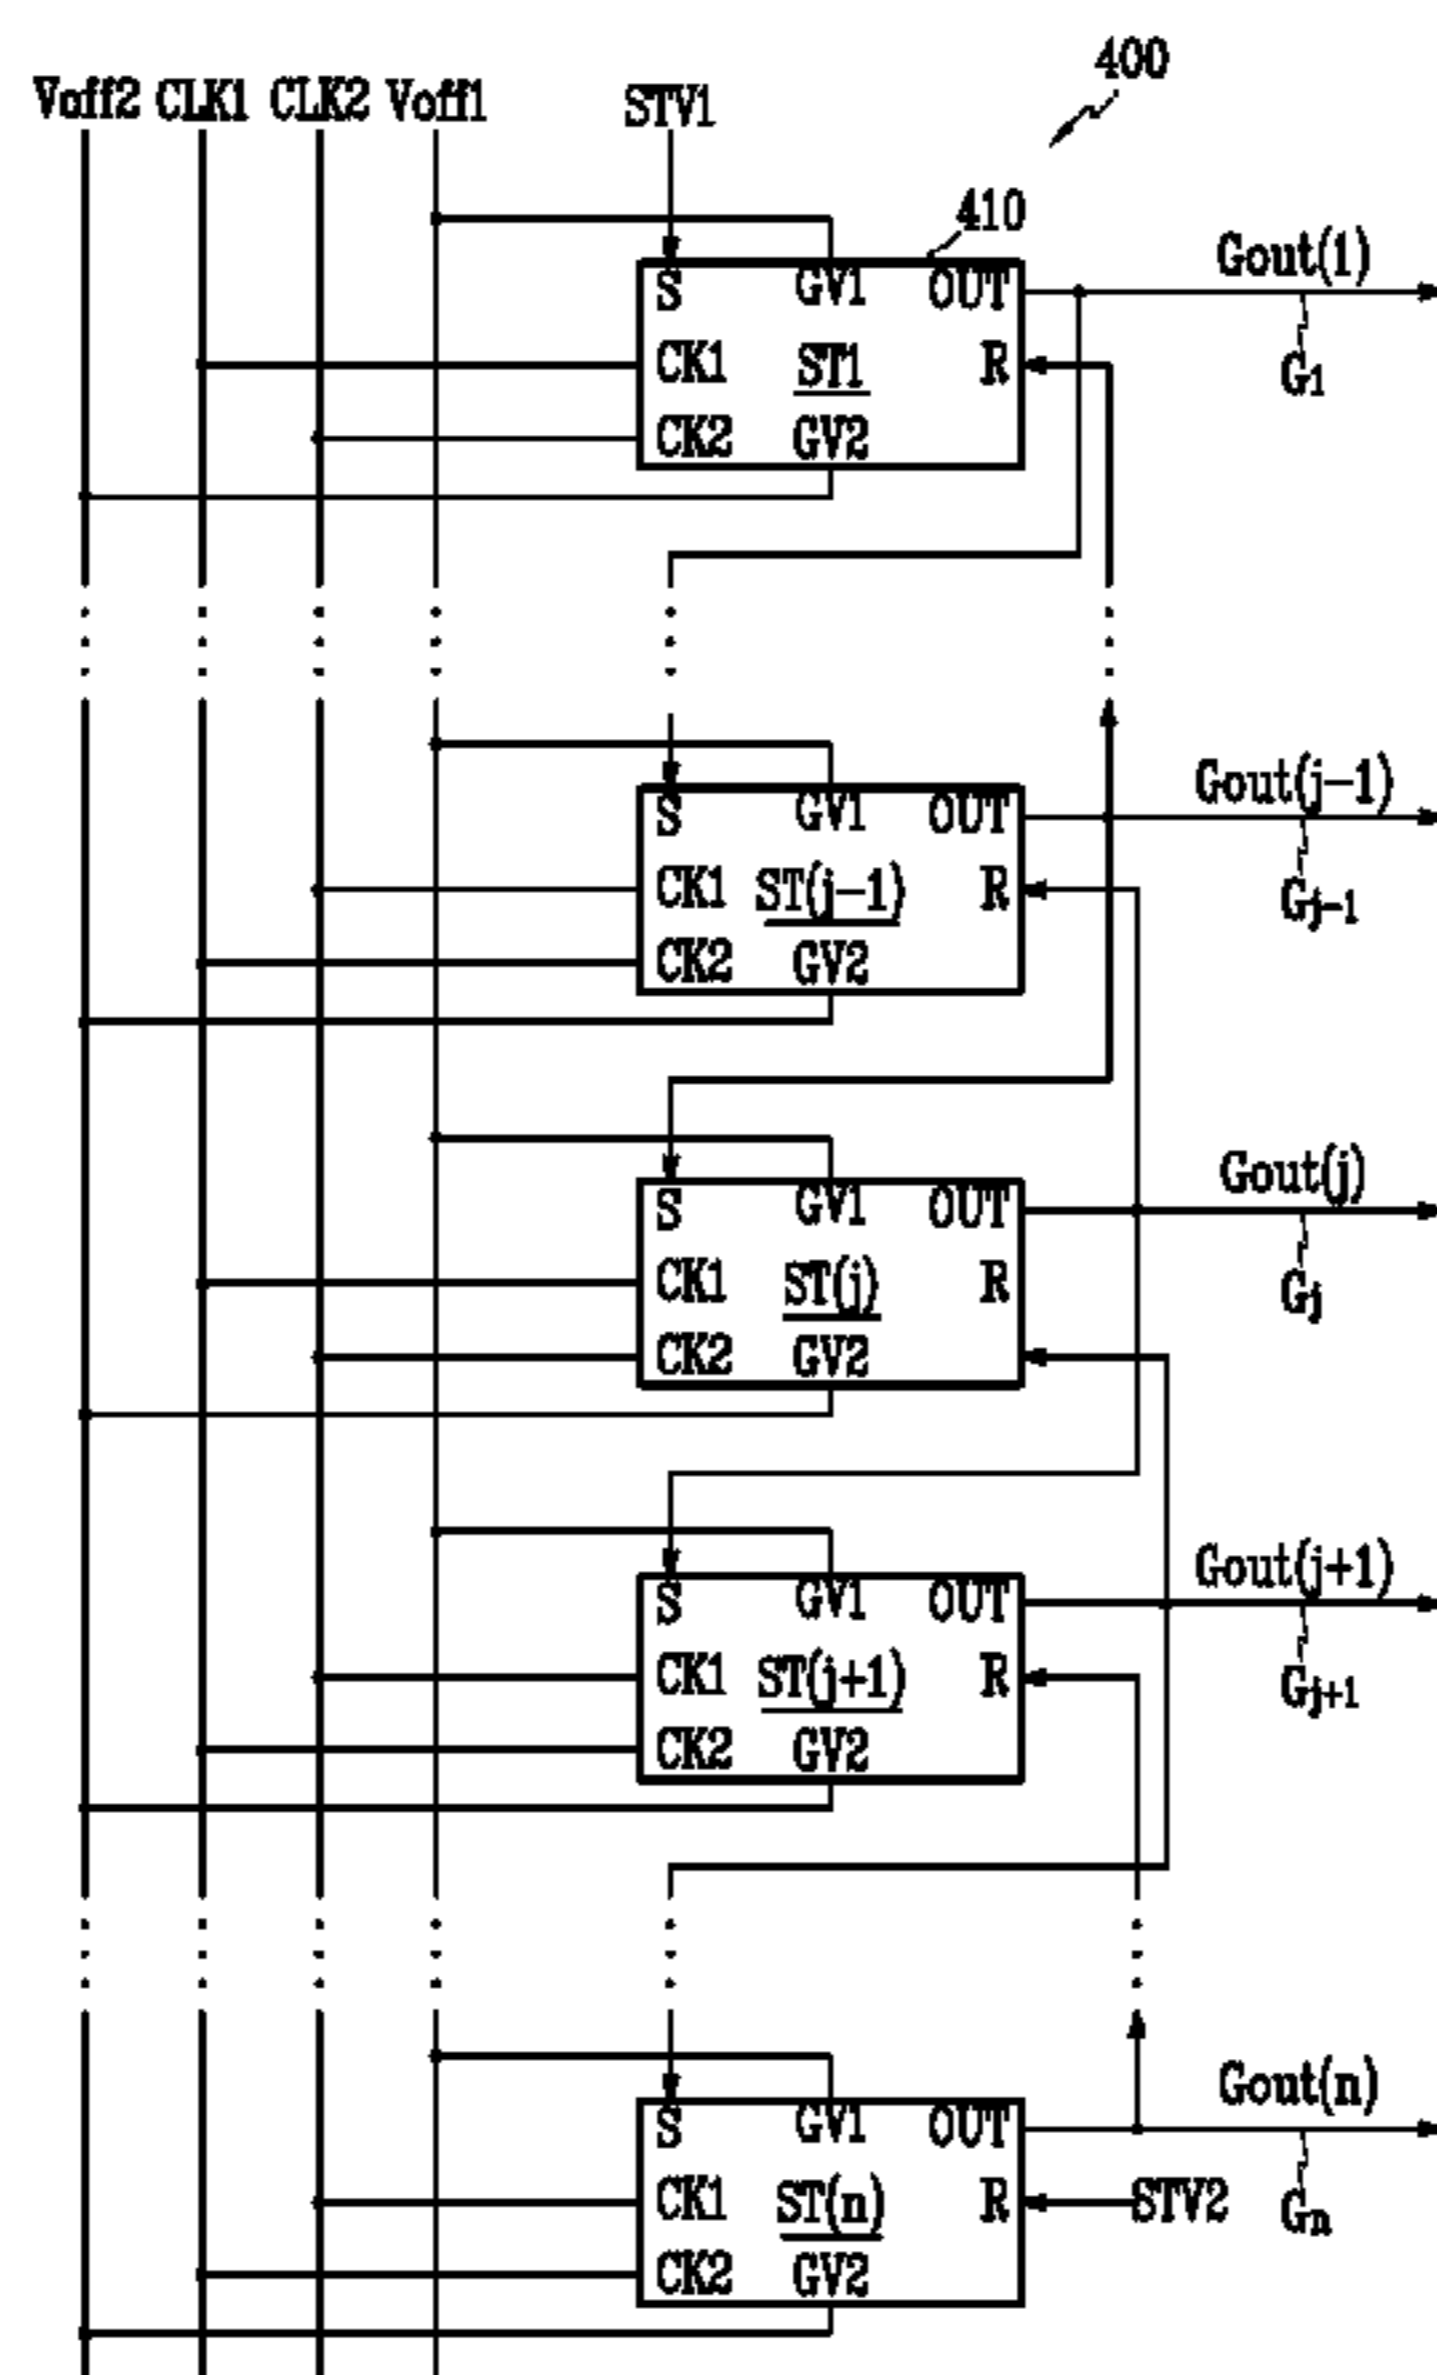 400
Voff2 CLK1 CLK2 Voff1 STV1
410
Gout(1)
S GV1 OUT
CK1 ST1 R
G1
CK2 GV2
Gout(j-1)
S GV1 OUT
CK1 ST(j-1) R
Gj-1
CK2 GV2
Gout(j)
S GV1 OUT
CK1 ST(j) R
Gj
CK2 GV2
Gout(j+1)
S GV1 OUT
CK1 ST(j+1) R
Gj+1
CK2 GV2
Gout(n)
S GV1 OUT
CK1 ST(n) R STV2 Gn
CK2 GV2